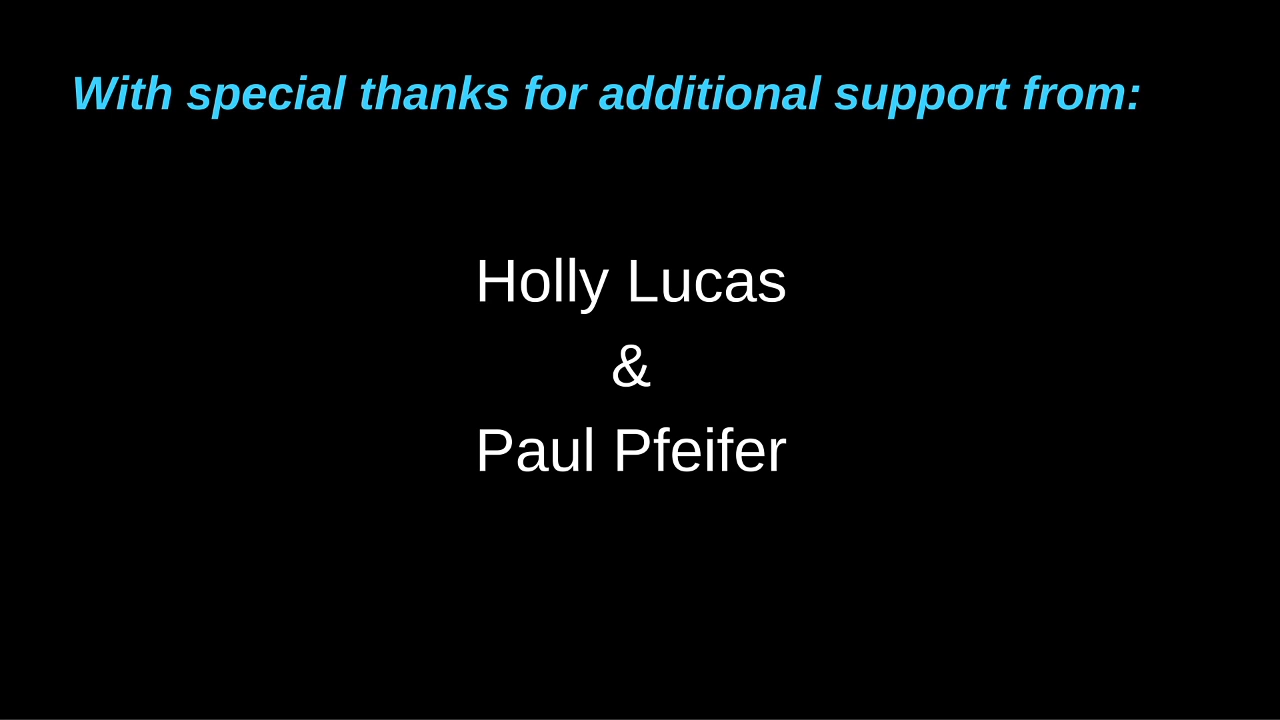 With special thanks for additional support from:
Holly Lucas
&
Paul Pfeifer